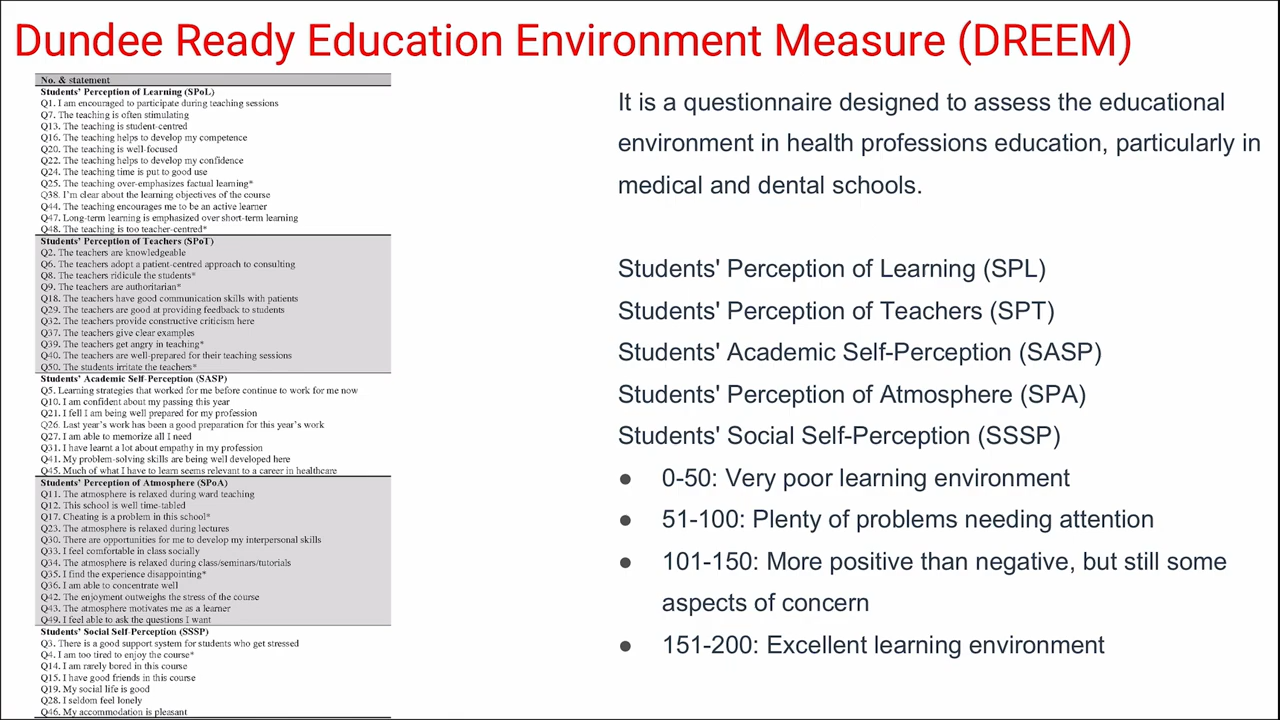 Dundee Ready Education Environment Measure (DREEM)
No. & statement
Students' Perception of Learning (SPoL)
Q1. I am encouraged to participate during teaching sessions
Q7. The teaching is often stimulating
Q13. The teaching is student-centred
Q16. The teaching helps to develop my competence
Q20. The teaching is well-focused
Q22. The teaching helps to develop my confidence
Q24. The teaching time is put to good use
Q25. The teaching over-emphasizes factual learning*
Q38. I'm clear about the learning objectives of the course
Q44. The teaching encourages me to be an active learner
Q47. Long-term learning is emphasized over short-term learning
Q48. The teaching is too teacher-centred*
Students' Perception of Teachers (SPoT)
Q2. The teachers are knowledgeable
Q6. The teachers adopt a patient-centred approach to consulting
Q8. The teachers ridicule the students*
Q9. The teachers are authoritarian*
Q18. The teachers have good communication skills with patients
Q29. The teachers are good at providing feedback to students
Q32. The teachers provide constructive criticism here
Q37. The teachers give clear examples
Q39. The teachers get angry in teaching*
Q40. The teachers are well-prepared for their teaching sessions
Q50. The students irritate the teachers*
Students' Academic Self-Perception (SASP)
Q5. Learning strategies that worked for me before continue to work for me now
Q10. I am confident about my passing this year
Q21. I fell I am being well prepared for my profession
Q26. Last year's work has been a good preparation for this year's work
Q27. I am able to memorize all I need
Q31. I have learnt a lot about empathy in my profession
Q41. My problem-solving skills are being well developed here
Q45. Much of what I have to learn seems relevant to a career in healthcare
Students' Perception of Atmosphere (SPoA)
Q11. The atmosphere is relaxed during ward teaching
Q12. This school is well time-tabled
Q17. Cheating is a problem in this school*
Q23. The atmosphere is relaxed during lectures
Q30. There are opportunities for me to develop my interpersonal skills
Q33. I feel comfortable in class socially
Q34. The atmosphere is relaxed during class/seminars/tutorials
Q35. I find the experience disappointing*
Q36. I am able to concentrate well
Q42. The enjoyment outweighs the stress of the course
Q43. The atmosphere motivates me as a learner
Q49. I feel able to ask the questions I want
Students' Social Self-Perception (SSSP)
Q3. There is a good support system for students who get stressed
Q4. I am too tired to enjoy the course*
Q14. I am rarely bored in this course
Q15. I have good friends in this course
Q19. My social life is good
Q28. I seldom feel lonely
Q46. My accommodation is pleasant
It is a questionnaire designed to assess the educational
environment in health professions education, particularly in
medical and dental schools.
Students' Perception of Learning (SPL)
Students' Perception of Teachers (SPT)
Students' Academic Self-Perception (SASP)
Students' Perception of Atmosphere (SPA)
Students' Social Self-Perception (SSSP)
● 0-50: Very poor learning environment
● 51-100: Plenty of problems needing attention
● 101-150: More positive than negative, but still some
aspects of concern
● 151-200: Excellent learning environment